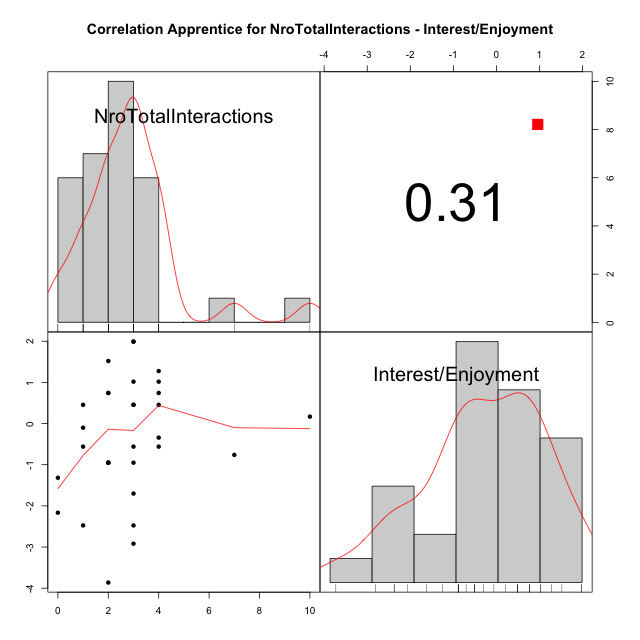 Correlation Apprentice for NroTotalInteractions - Interest/Enjoyment
-4 -3 -2 -1 0 1 2
NroTotalInteractions
0.31
10
8
6
4
2
0
Interest/Enjoyment
2
1
0
-1
-2
-3
-4
0 2 4 6 8 10